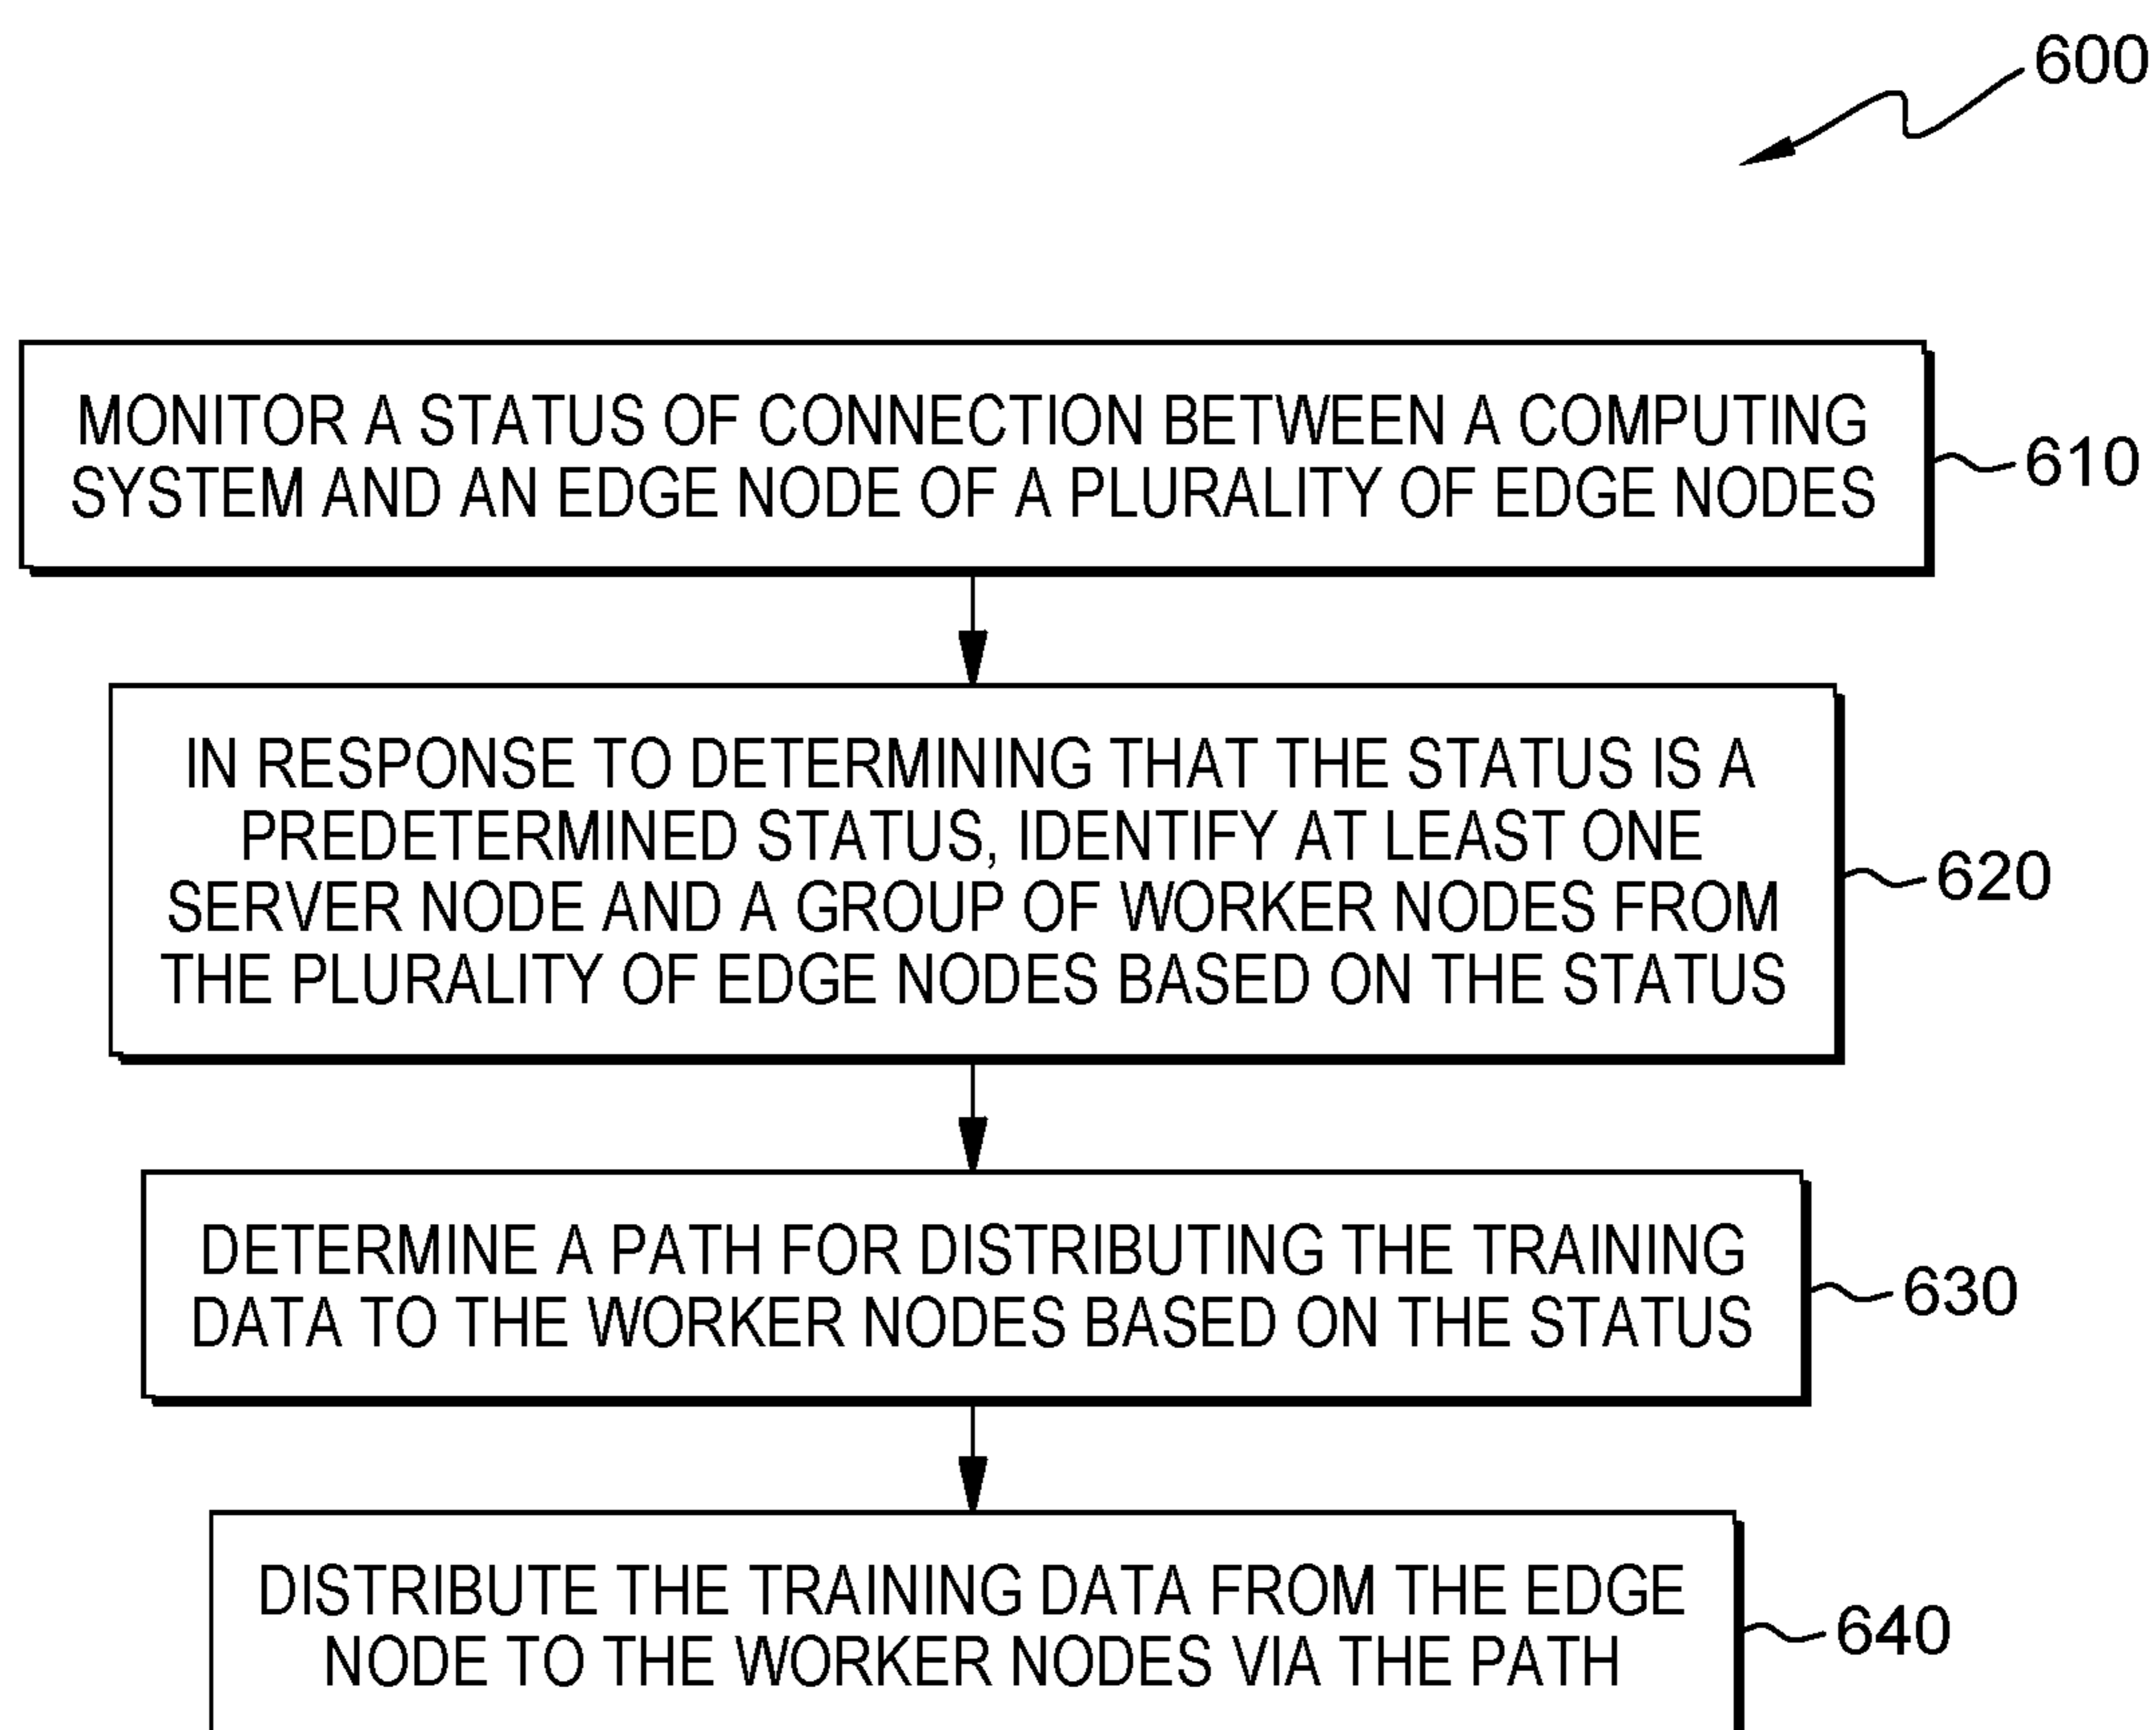 600
MONITOR A STATUS OF CONNECTION BETWEEN A COMPUTING
SYSTEM AND AN EDGE NODE OF A PLURALITY OF EDGE NODES
610
IN RESPONSE TO DETERMINING THAT THE STATUS IS A
PREDETERMINED STATUS, IDENTIFY AT LEAST ONE
SERVER NODE AND A GROUP OF WORKER NODES FROM
THE PLURALITY OF EDGE NODES BASED ON THE STATUS
620
DETERMINE A PATH FOR DISTRIBUTING THE TRAINING
DATA TO THE WORKER NODES BASED ON THE STATUS
630
DISTRIBUTE THE TRAINING DATA FROM THE EDGE
NODE TO THE WORKER NODES VIA THE PATH
640